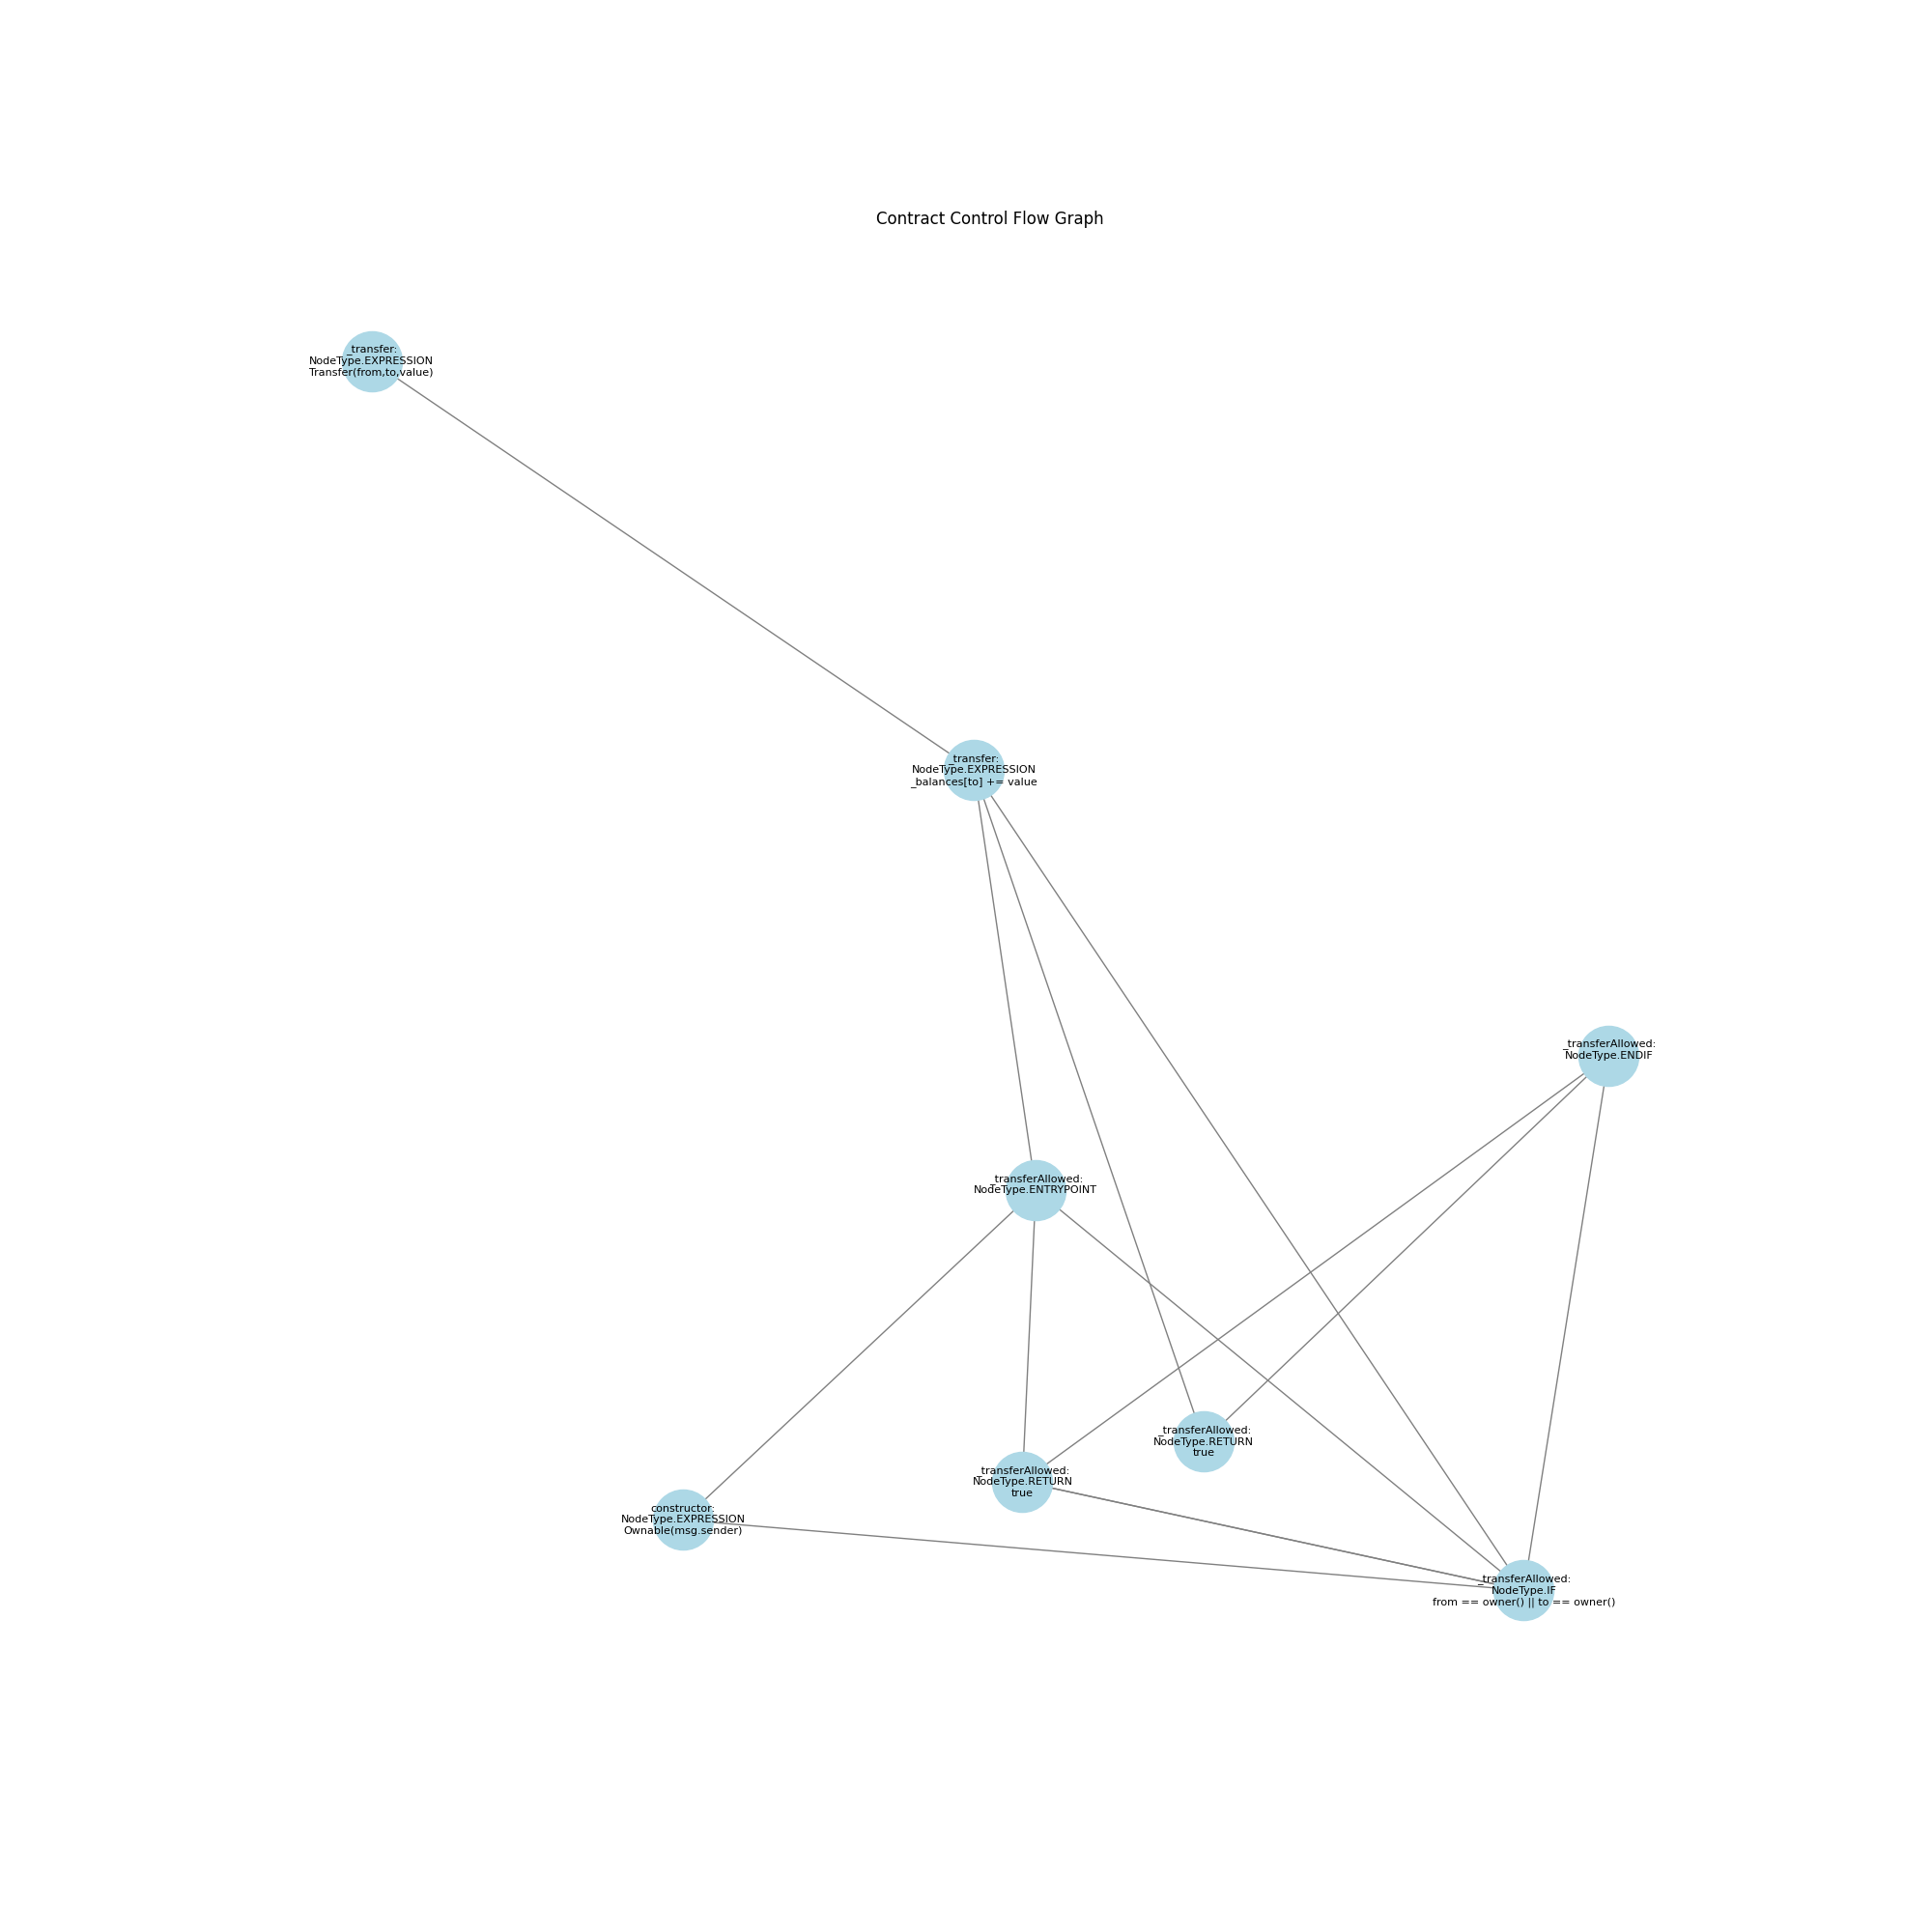 Contract Control Flow Graph
_transfer:
NodeType.EXPRESSION
Transfer(from,to,value)
_transfer:
NodeType.EXPRESSION
_balances[to] += value
_transferAllowed:
NodeType.ENDIF
_transferAllowed:
NodeType.ENTRYPOINT
_transferAllowed:
NodeType.RETURN
true
_transferAllowed:
NodeType.RETURN
true
constructor:
NodeType.EXPRESSION
Ownable(msg.sender)
_transferAllowed:
NodeType.IF
from == owner() || to == owner()